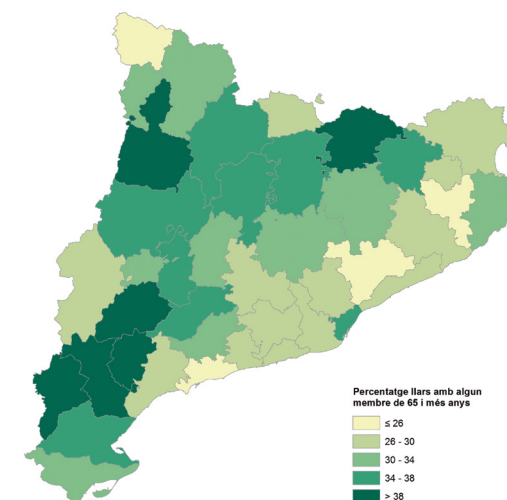 Percentatge llars amb algun
membre de 65 i més anys
≤ 26
26 - 30
30 - 34
34 - 38
> 38